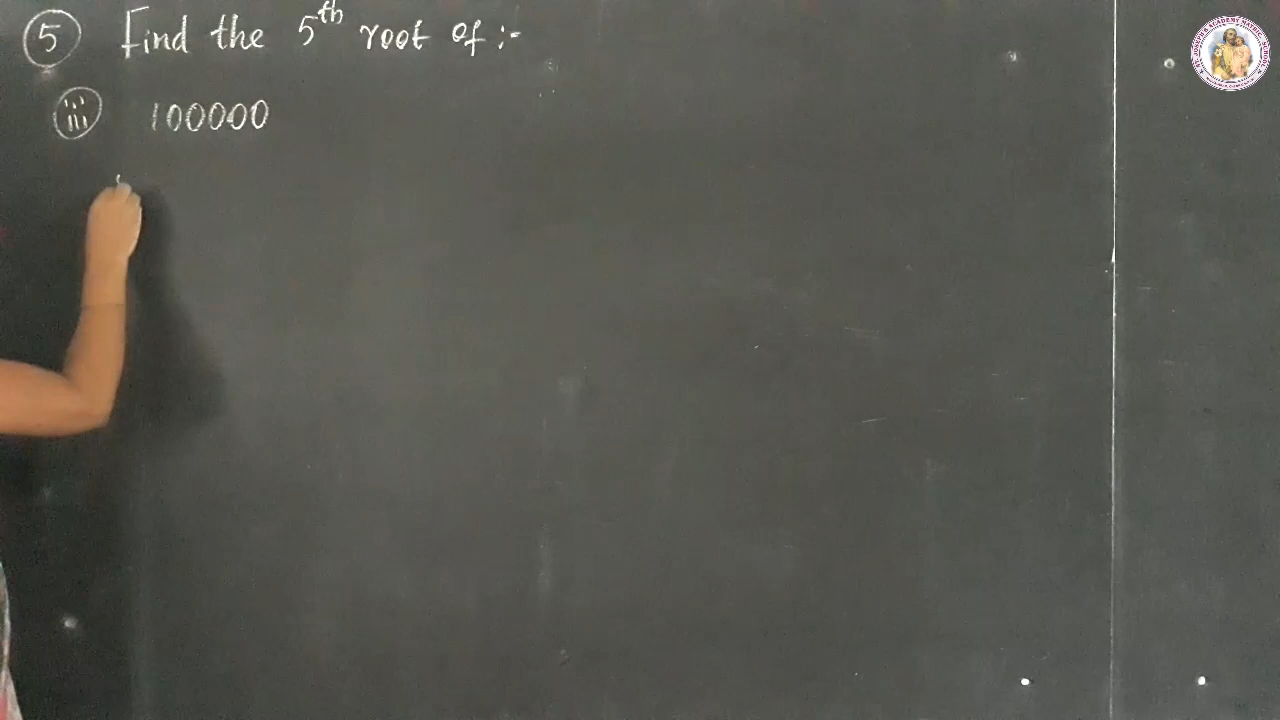 5 Find the 5th root of :-
iii 100000